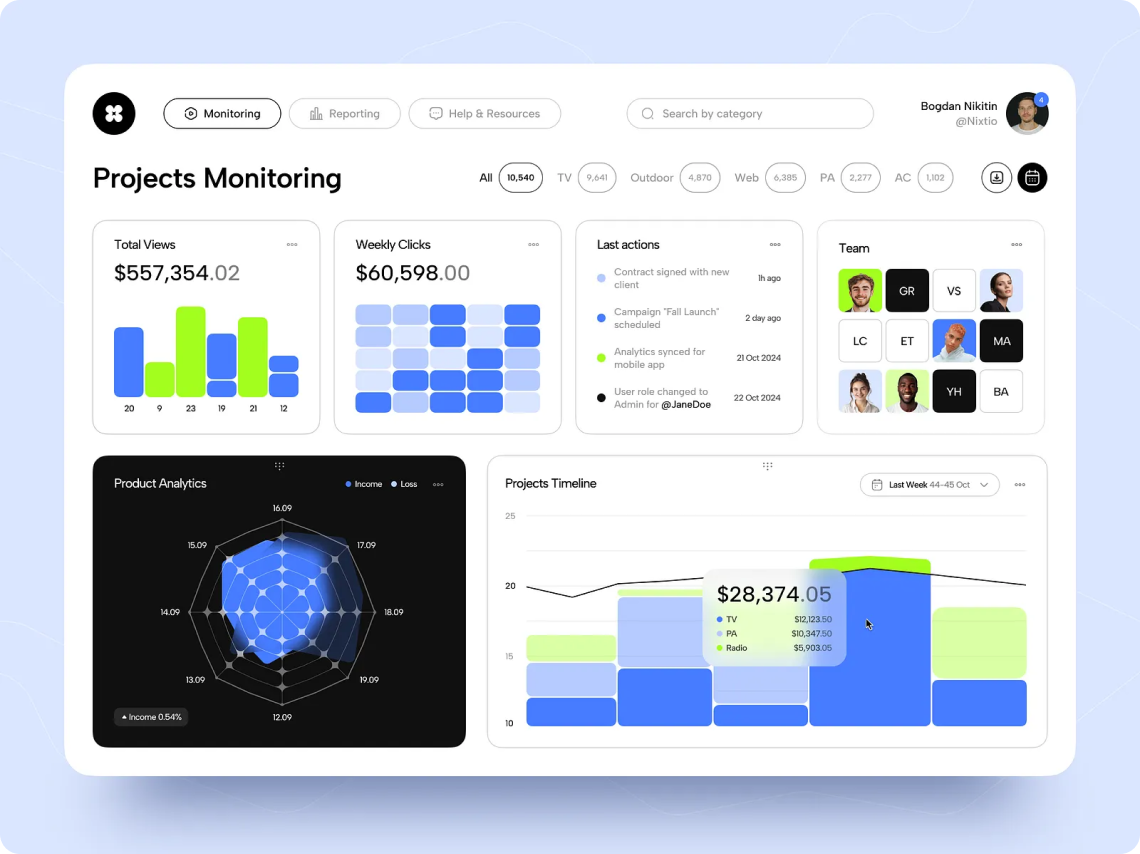 Monitoring
Reporting
Help & Resources
Search by category
Bogdan Nikitin
@Nixtio
4
Projects Monitoring
All 10,540
TV 9,641
Outdoor 4,870
Web 6,385
PA 2,277
AC 1,102
Total Views
$557,354.02
20 9 23 19 21 12
Weekly Clicks
$60,598.00
Last actions
Contract signed with new
client
1h ago
Campaign "Fall Launch"
scheduled
2 day ago
Analytics synced for
mobile app
21 Oct 2024
User role changed to
Admin for @JaneDoe
22 Oct 2024
Team
GR VS
LC ET MA
YH BA
Product Analytics
Income Loss
16.09
17.09
18.09
19.09
12.09
13.09
14.09
15.09
Income 0.54%
Projects Timeline
Last Week 44-45 Oct
25
20
15
10
$28,374.05
TV $12,123.50
PA $10,347.50
Radio $5,903.05